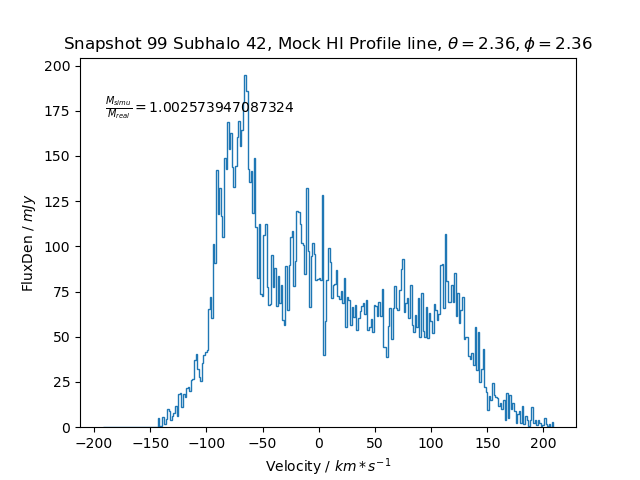 Snapshot 99 Subhalo 42, Mock HI Profile line, θ = 2.36, ϕ = 2.36
M_simu/M_real = 1.002573947087324
FluxDen / mJy
200
175
150
125
100
75
50
25
0
−200 −150 −100 −50 0 50 100 150 200
Velocity / km * s⁻¹